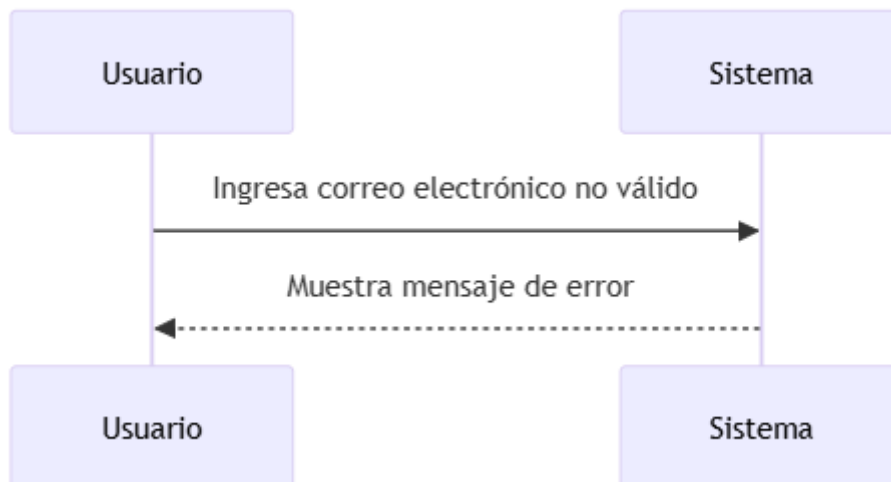 Usuario
Sistema
Ingresa correo electrónico no válido
Muestra mensaje de error
Usuario
Sistema